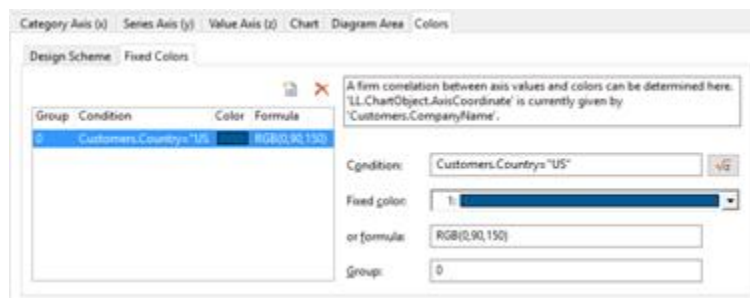 Category Axis (x) Series Axis (y) Value Axis (z) Chart Diagram Area Colors
Design Scheme Fixed Colors
A firm correlation between axis values and colors can be determined here.
'LL.ChartObject.AxisCoordinate' is currently given by
'Customers.CompanyName'.
Group Condition Color Formula
0 Customers.Country="US RGB(0,90,150)
Condition: Customers.Country="US"
Fixed color: 1:
or formula: RGB(0,90,150)
Group: 0